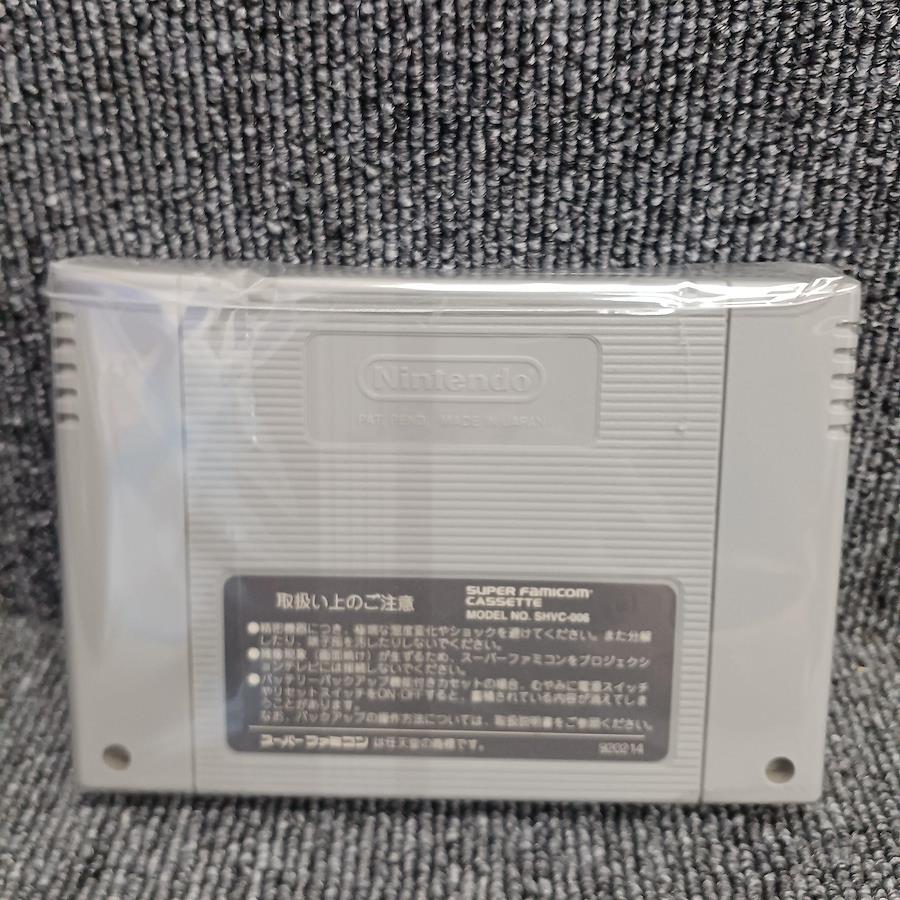 Nintendo
PAT. PEND. MADE IN JAPAN
取扱い上のご注意
SUPER FAMICOM
CASSETTE
MODEL NO. SHVC-006
●精密機器につき、極端な温度変化やショックを避けてください。また分解
したり、端子部を汚したりしないでください。
●残像現象(画面焼け)が生ずるため、スーパーファミコンをプロジェクシ
ョンテレビには接続しないでください。
●バッテリーバックアップ機能付きカセットの場合、むやみに電源スイッチ
やリセットスイッチをON/OFFすると、蓄積されている内容が消えてしま
うことがあります。
なお、バックアップの操作方法については、取扱説明書をご参照ください。
スーパーファミコンは任天堂の商標です。
920214